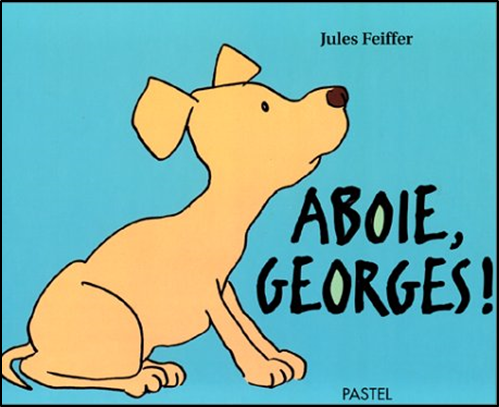 Jules Feiffer
ABOIE,
GEORGES!
PASTEL